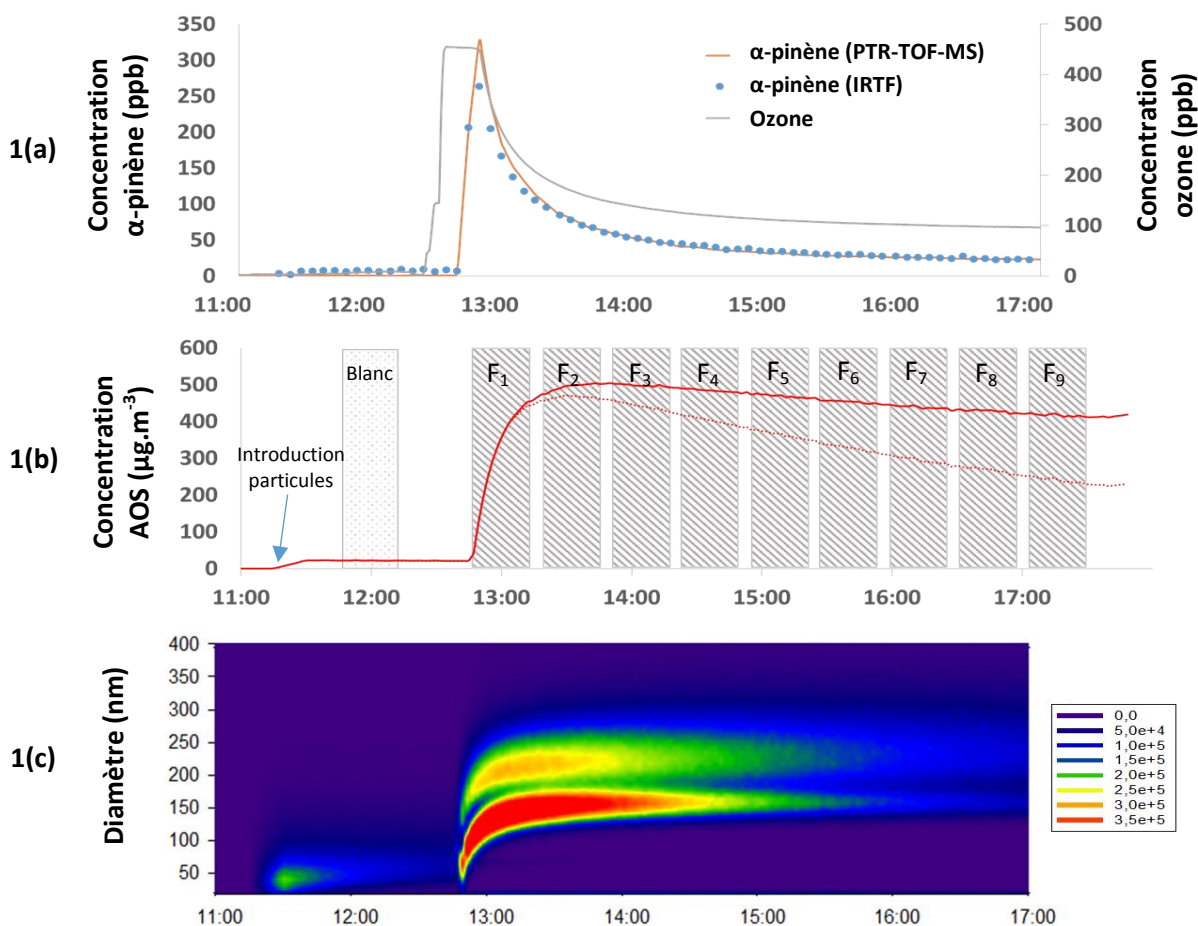 1(a)
Concentration
α-pinène (ppb)
350
300
250
200
150
100
50
0
α-pinène (PTR-TOF-MS)
α-pinène (IRTF)
Ozone
500
400
300
200
100
0
Concentration
ozone (ppb)
11:00 12:00 13:00 14:00 15:00 16:00 17:00
1(b)
Concentration
AOS (µg.m⁻³)
600
500
400
300
200
100
0
Introduction
particules
Blanc
F₁ F₂ F₃ F₄ F₅ F₆ F₇ F₈ F₉
11:00 12:00 13:00 14:00 15:00 16:00 17:00
1(c)
Diamètre (nm)
400
350
300
250
200
150
100
50
0,0
5,0e+4
1,0e+5
1,5e+5
2,0e+5
2,5e+5
3,0e+5
3,5e+5
11:00 12:00 13:00 14:00 15:00 16:00 17:00